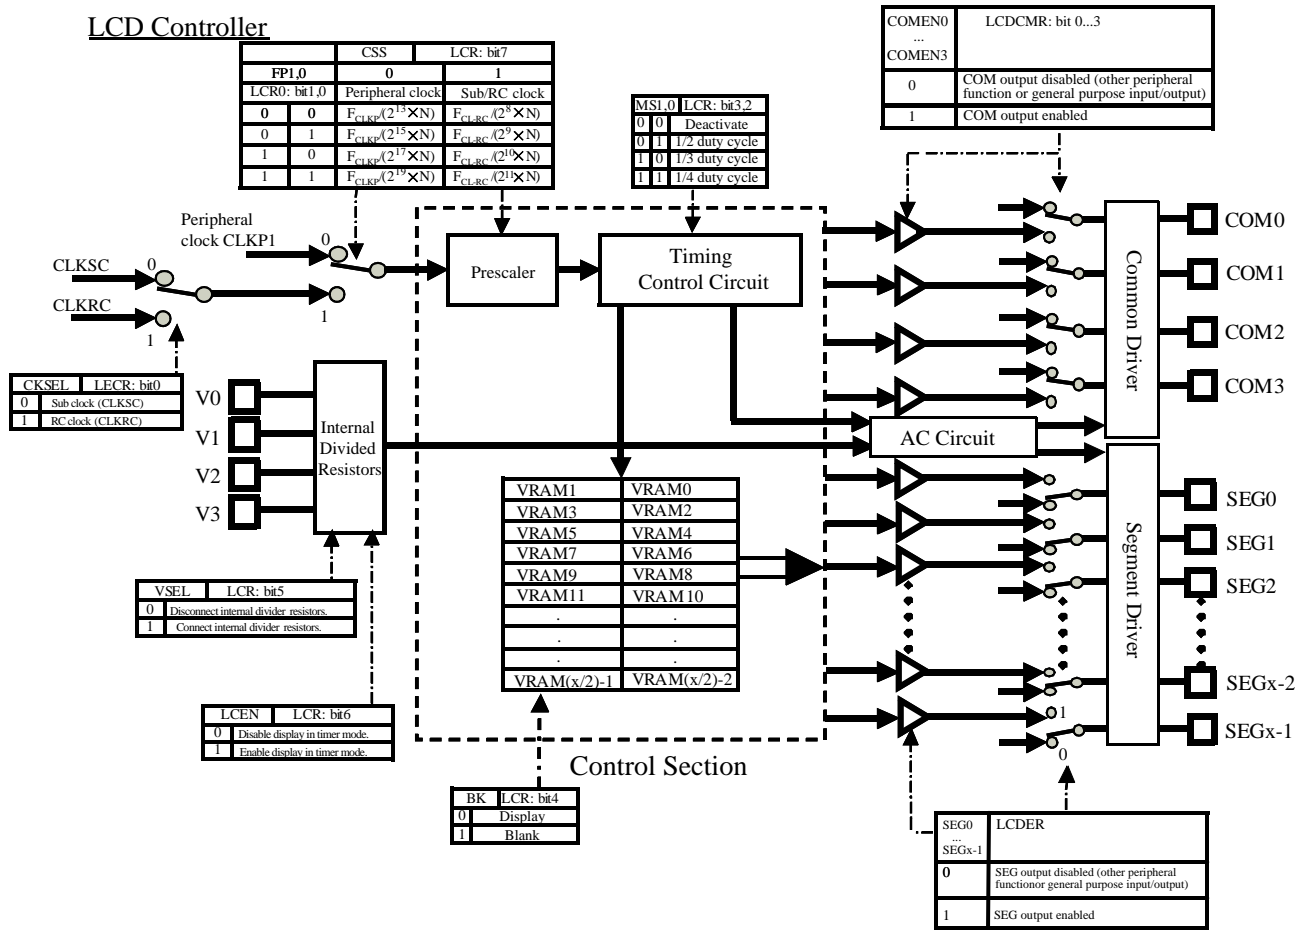 LCD Controller
CSS LCR: bit7
FP1,0 0 1
LCR0: bit1,0 Peripheral clock Sub/RC clock
0 0 F_CLKP/(2^13×N) F_CL-RC/(2^8×N)
0 1 F_CLKP/(2^15×N) F_CL-RC/(2^9×N)
1 0 F_CLKP/(2^17×N) F_CL-RC/(2^10×N)
1 1 F_CLKP/(2^19×N) F_CL-RC/(2^11×N)
MS1,0 LCR: bit3,2
0 0 Deactivate
0 1 1/2 duty cycle
1 0 1/3 duty cycle
1 1 1/4 duty cycle
COMEN0
...
COMEN3
LCDCMR: bit 0...3
0 COM output disabled (other peripheral
function or general purpose input/output)
1 COM output enabled
Peripheral
clock CLKP1
0
1
CLKSC
0
CLKRC
1
Prescaler
Timing
Control Circuit
CKSEL LECR: bit0
0 Sub clock (CLKSC)
1 RC clock (CLKRC)
V0
V1
V2
V3
Internal
Divided
Resistors
VSEL LCR: bit5
0 Disconnect internal divider resistors.
1 Connect internal divider resistors.
LCEN LCR: bit6
0 Disable display in timer mode.
1 Enable display in timer mode.
VRAM1 VRAM0
VRAM3 VRAM2
VRAM5 VRAM4
VRAM7 VRAM6
VRAM9 VRAM8
VRAM11 VRAM10
. .
. .
. .
VRAM(x/2)-1 VRAM(x/2)-2
Control Section
BK LCR: bit4
0 Display
1 Blank
AC Circuit
Common Driver
Segment Driver
COM0
COM1
COM2
COM3
SEG0
SEG1
SEG2
SEGx-2
SEGx-1
1
0
SEG0
...
SEGx-1
LCDER
0 SEG output disabled (other peripheral
functionor general purpose input/output)
1 SEG output enabled